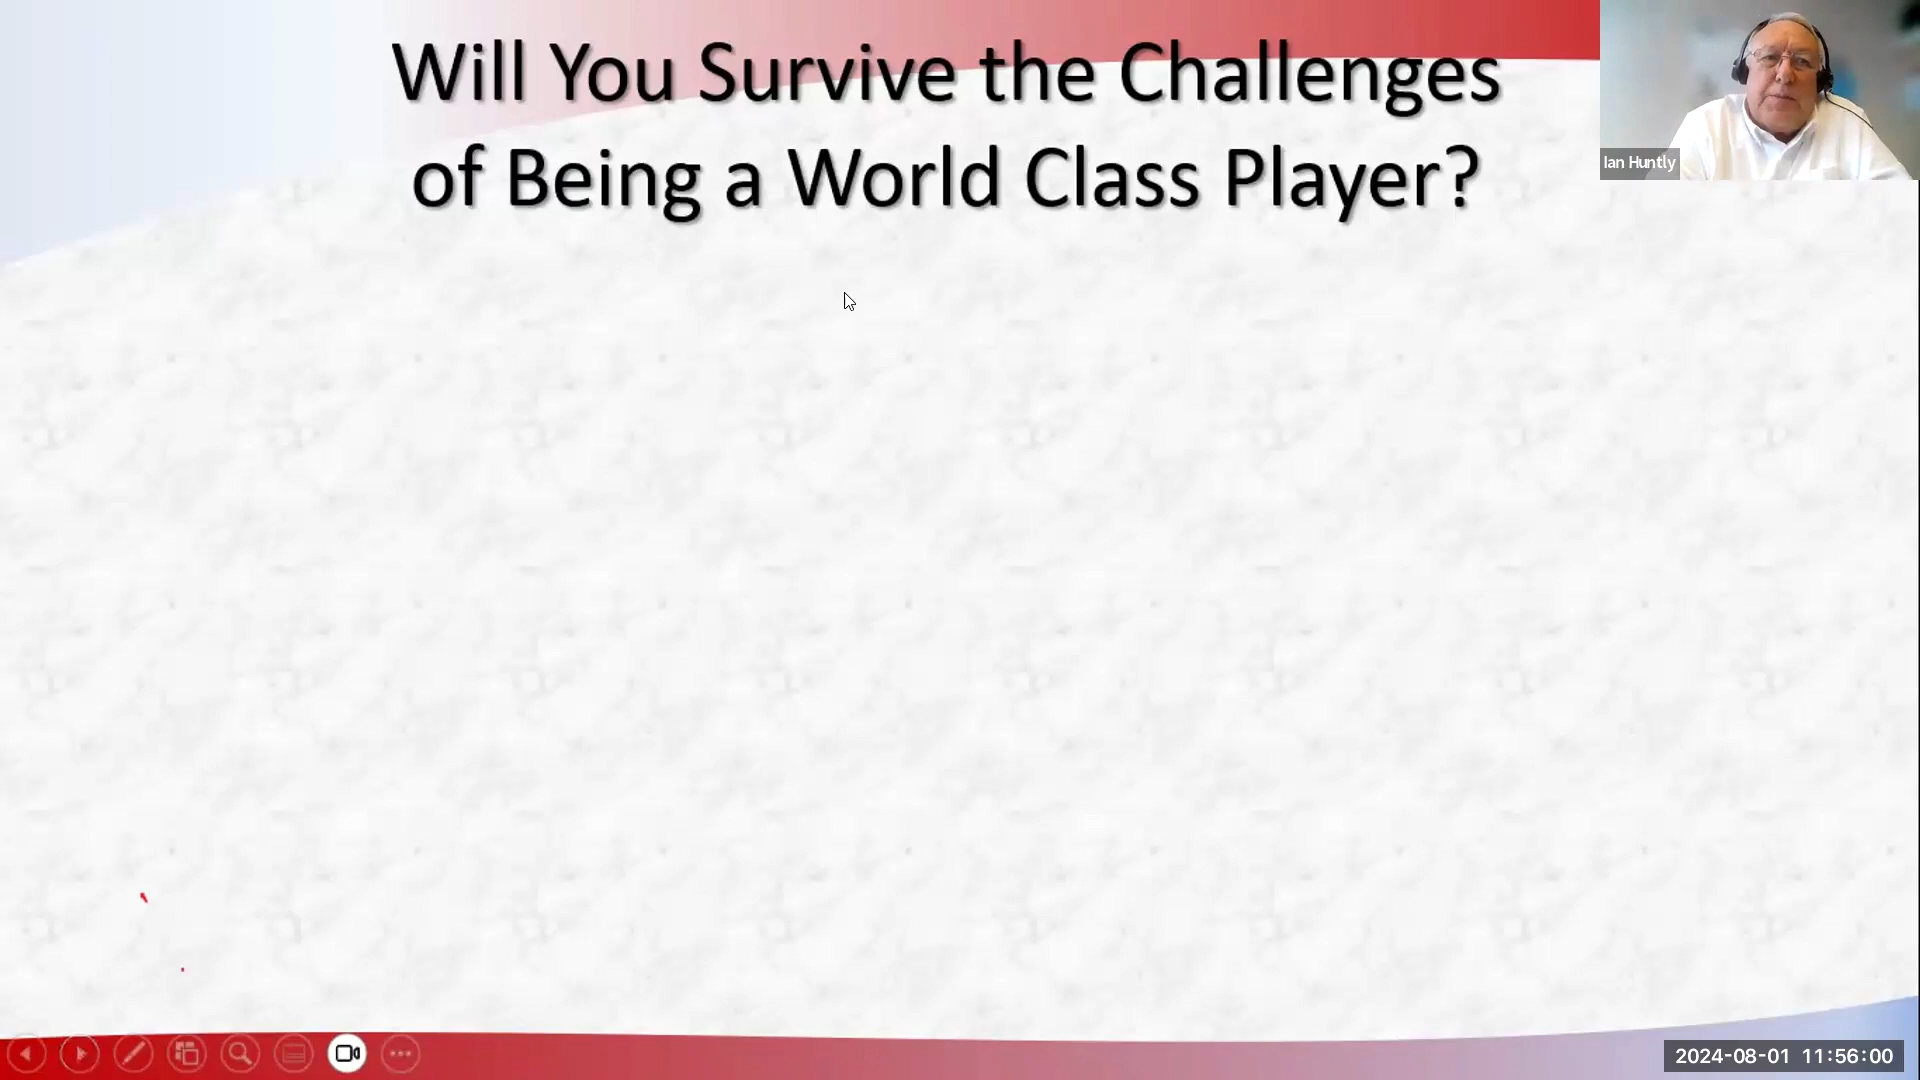 Will You Survive the Challenges
of Being a World Class Player?
Ian Huntly
2024-08-01 11:56:00